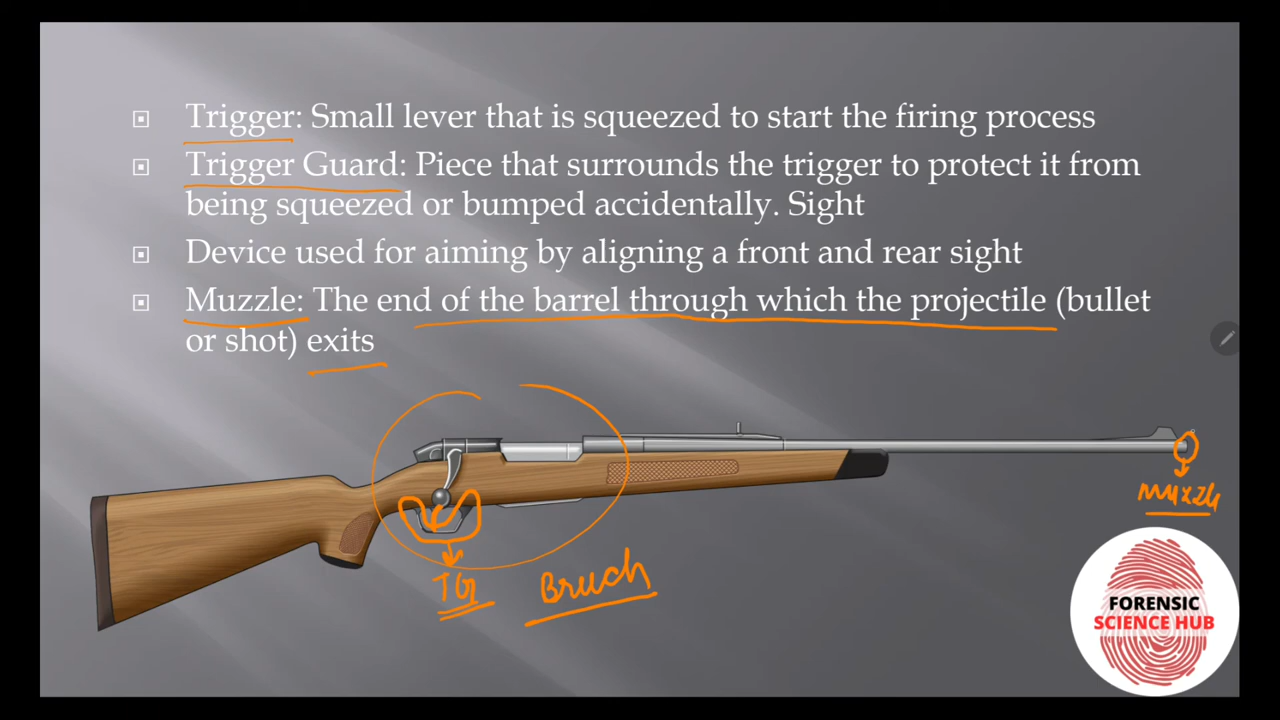 Trigger: Small lever that is squeezed to start the firing process
Trigger Guard: Piece that surrounds the trigger to protect it from
being squeezed or bumped accidentally. Sight
Device used for aiming by aligning a front and rear sight
Muzzle: The end of the barrel through which the projectile (bullet
or shot) exits
Muzzle
TG
Breech
FORENSIC
SCIENCE HUB